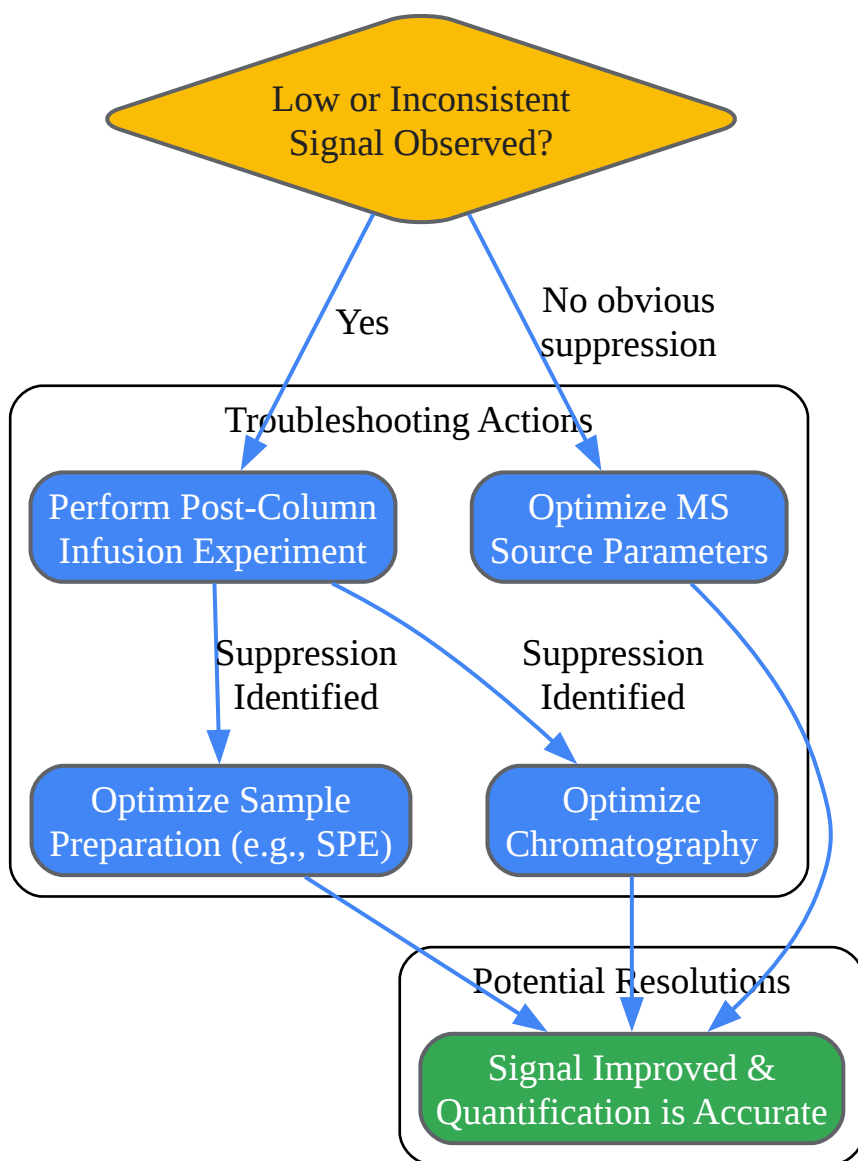 Low or Inconsistent
Signal Observed?
Yes
No obvious
suppression
Troubleshooting Actions
Perform Post-Column
Infusion Experiment
Optimize MS
Source Parameters
Suppression
Identified
Suppression
Identified
Optimize Sample
Preparation (e.g., SPE)
Optimize
Chromatography
Potential Resolutions
Signal Improved &
Quantification is Accurate